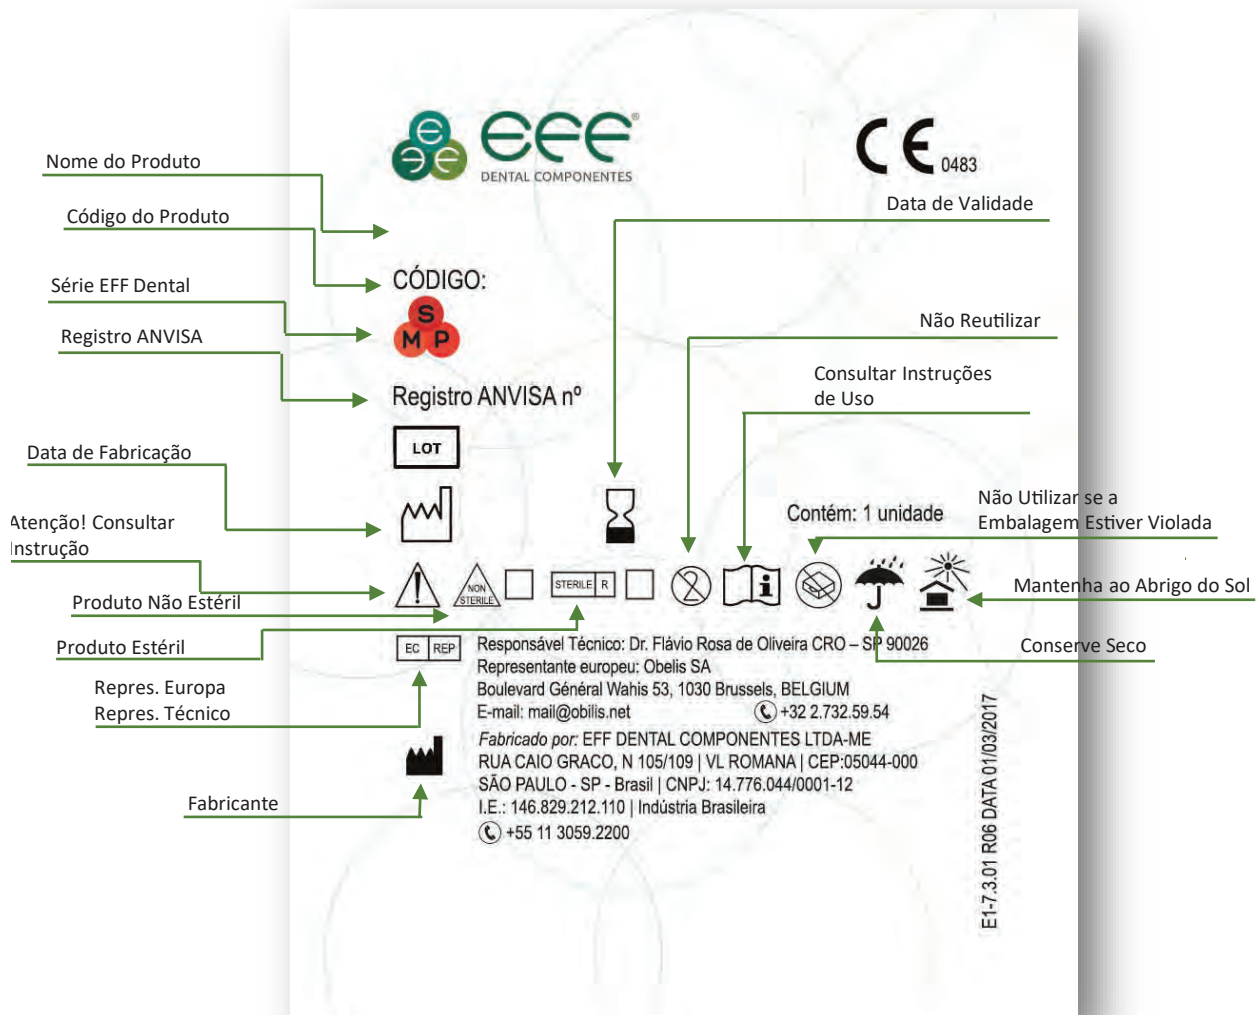 eee
EFF®
DENTAL COMPONENTES
CE 0483
Nome do Produto
Data de Validade
Código do Produto
CÓDIGO:
Série EFF Dental
S
M P
Não Reutilizar
Registro ANVISA
Consultar Instruções
de Uso
Registro ANVISA nº
LOT
Data de Fabricação
Contém: 1 unidade
Não Utilizar se a
Embalagem Estiver Violada
Atenção! Consultar
Instrução
NON
STERILE
STERILE R
2
i
Mantenha ao Abrigo do Sol
Produto Não Estéril
Produto Estéril
Conserve Seco
EC REP
Responsável Técnico: Dr. Flávio Rosa de Oliveira CRO – SP 90026
Representante europeu: Obelis SA
Boulevard Général Wahis 53, 1030 Brussels, BELGIUM
E-mail: mail@obilis.net +32 2.732.59.54
Repres. Europa
Repres. Técnico
Fabricado por: EFF DENTAL COMPONENTES LTDA-ME
RUA CAIO GRACO, N 105/109 | VL ROMANA | CEP:05044-000
SÃO PAULO - SP - Brasil | CNPJ: 14.776.044/0001-12
I.E.: 146.829.212.110 | Indústria Brasileira
+55 11 3059.2200
Fabricante
E1-7.3.01 R06 DATA 01/03/2017